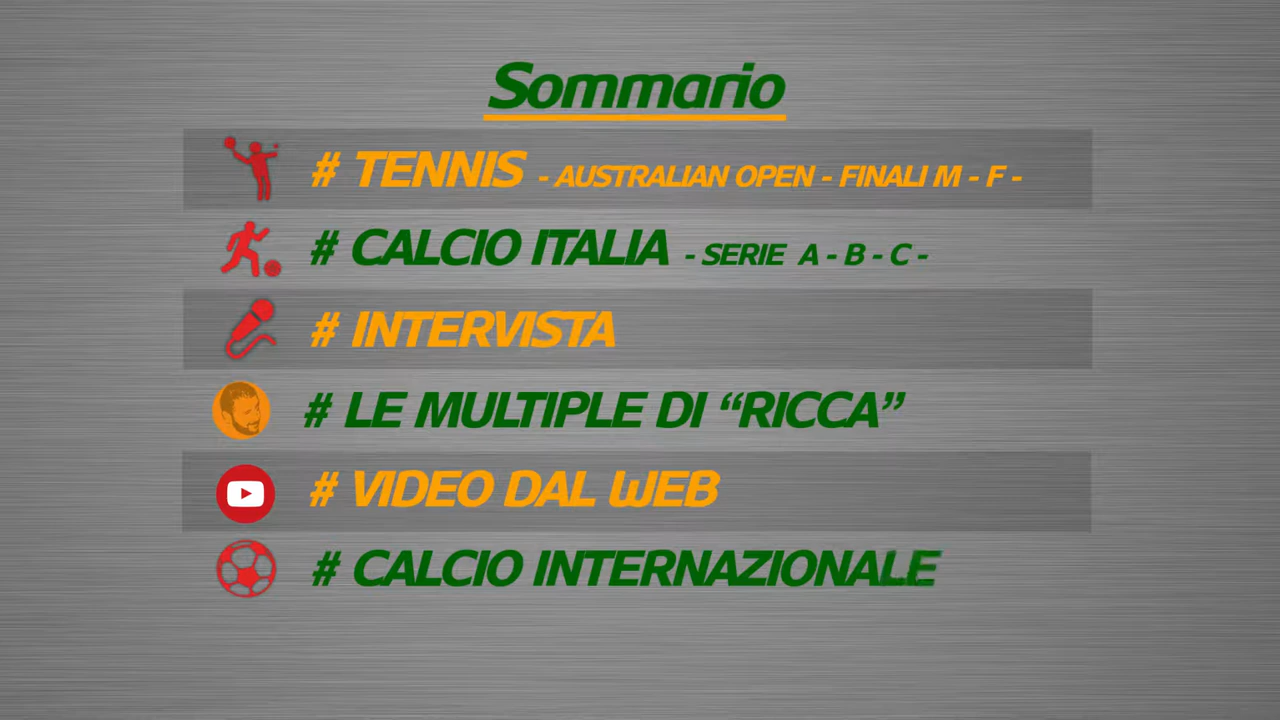 Sommario
# TENNIS - AUSTRALIAN OPEN - FINALI M - F -
# CALCIO ITALIA - SERIE A - B - C -
# INTERVISTA
# LE MULTIPLE DI “RICCA”
# VIDEO DAL WEB
# CALCIO INTERNAZIONALE